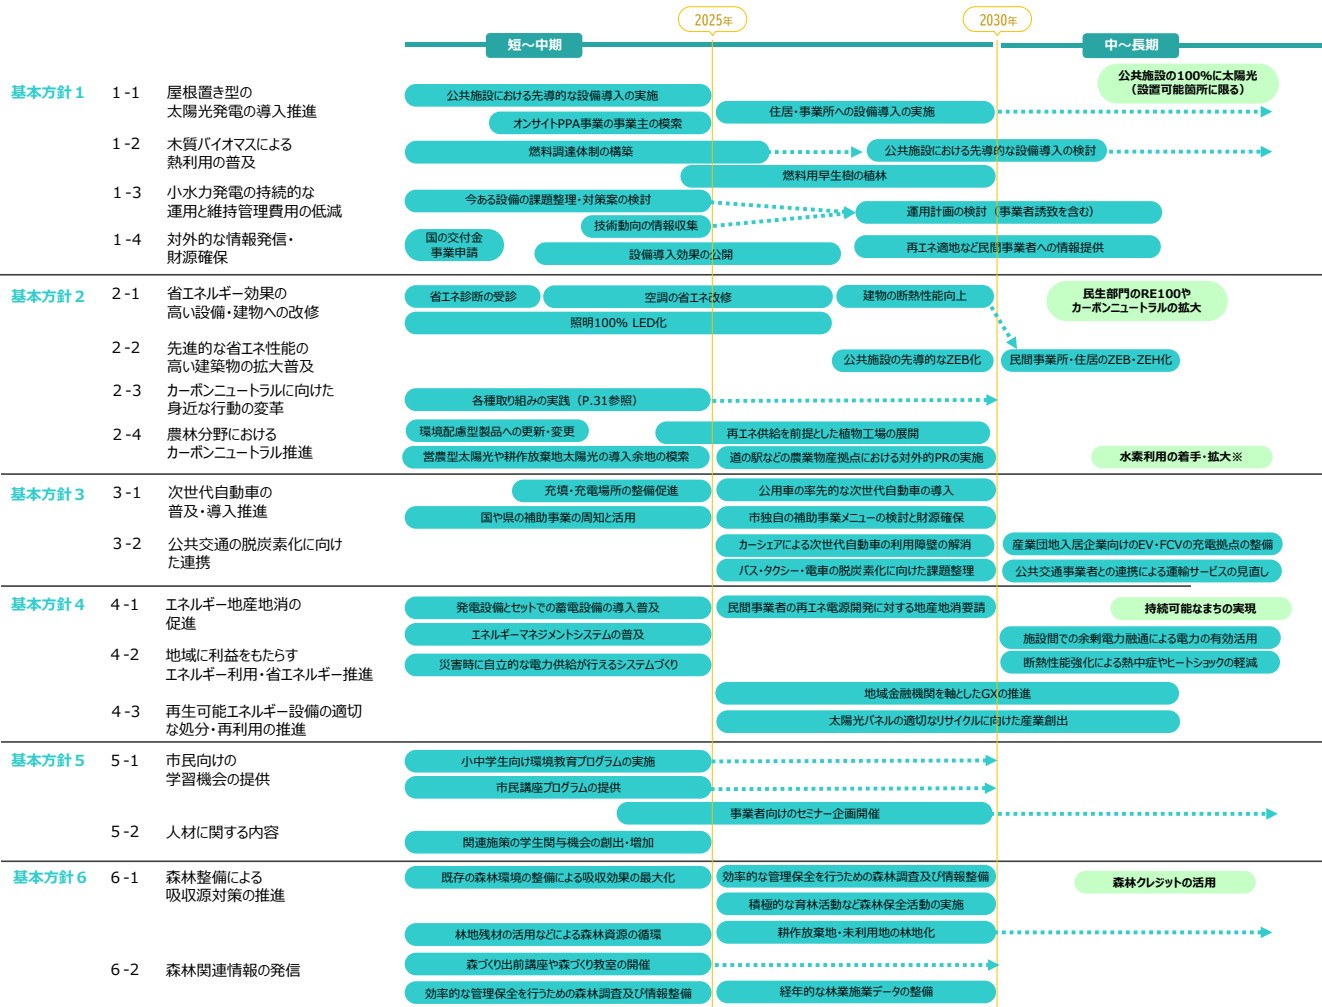 2025年
2030年
短～中期
中～長期
基本方針１
1-1
屋根置き型の
太陽光発電の導入推進
公共施設における先導的な設備導入の実施
オンサイトPPA事業の事業主の模索
住居・事業所への設備導入の実施
公共施設の100%に太陽光
（設置可能箇所に限る）
1-2
木質バイオマスによる
熱利用の普及
燃料調達体制の構築
公共施設における先導的な設備導入の検討
燃料用早生樹の植林
1-3
小水力発電の持続的な
運用と維持管理費用の低減
今ある設備の課題整理・対策案の検討
技術動向の情報収集
運用計画の検討（事業者誘致を含む）
1-4
対外的な情報発信・
財源確保
国の交付金
事業申請
設備導入効果の公開
再エネ適地など民間事業者への情報提供
基本方針２
2-1
省エネルギー効果の
高い設備・建物への改修
省エネ診断の受診
空調の省エネ改修
建物の断熱性能向上
照明100% LED化
民生部門のRE100や
カーボンニュートラルの拡大
2-2
先進的な省エネ性能の
高い建築物の拡大普及
公共施設の先導的なZEB化
民間事業所・住居のZEB・ZEH化
2-3
カーボンニュートラルに向けた
身近な行動の変革
各種取り組みの実践（P.31参照）
2-4
農林分野における
カーボンニュートラル推進
環境配慮型製品への更新・変更
再エネ供給を前提とした植物工場の展開
営農型太陽光や耕作放棄地太陽光の導入余地の模索
道の駅などの農業物産拠点における対外的PRの実施
水素利用の着手・拡大※
基本方針３
3-1
次世代自動車の
普及・導入推進
充填・充電場所の整備促進
公用車の率先的な次世代自動車の導入
国や県の補助事業の周知と活用
市独自の補助事業メニューの検討と財源確保
3-2
公共交通の脱炭素化に向け
た連携
カーシェアによる次世代自動車の利用障壁の解消
産業団地入居企業向けのEV・FCVの充電拠点の整備
バス・タクシー・電車の脱炭素化に向けた課題整理
公共交通事業者との連携による運輸サービスの見直し
基本方針４
4-1
エネルギー地産地消の
促進
発電設備とセットでの蓄電設備の導入普及
民間事業者の再エネ電源開発に対する地産地消要請
持続可能なまちの実現
エネルギーマネジメントシステムの普及
施設間での余剰電力融通による電力の有効活用
4-2
地域に利益をもたらす
エネルギー利用・省エネルギー推進
災害時に自立的な電力供給が行えるシステムづくり
断熱性能強化による熱中症やヒートショックの軽減
地域金融機関を軸としたGXの推進
4-3
再生可能エネルギー設備の適切
な処分・再利用の推進
太陽光パネルの適切なリサイクルに向けた産業創出
基本方針５
5-1
市民向けの
学習機会の提供
小中学生向け環境教育プログラムの実施
市民講座プログラムの提供
事業者向けのセミナー企画開催
5-2
人材に関する内容
関連施策の学生関与機会の創出・増加
基本方針６
6-1
森林整備による
吸収源対策の推進
既存の森林環境の整備による吸収効果の最大化
効率的な管理保全を行うための森林調査及び情報整備
森林クレジットの活用
積極的な育林活動など森林保全活動の実施
林地残材の活用などによる森林資源の循環
耕作放棄地・未利用地の林地化
6-2
森林関連情報の発信
森づくり出前講座や森づくり教室の開催
効率的な管理保全を行うための森林調査及び情報整備
経年的な林業施業データの整備